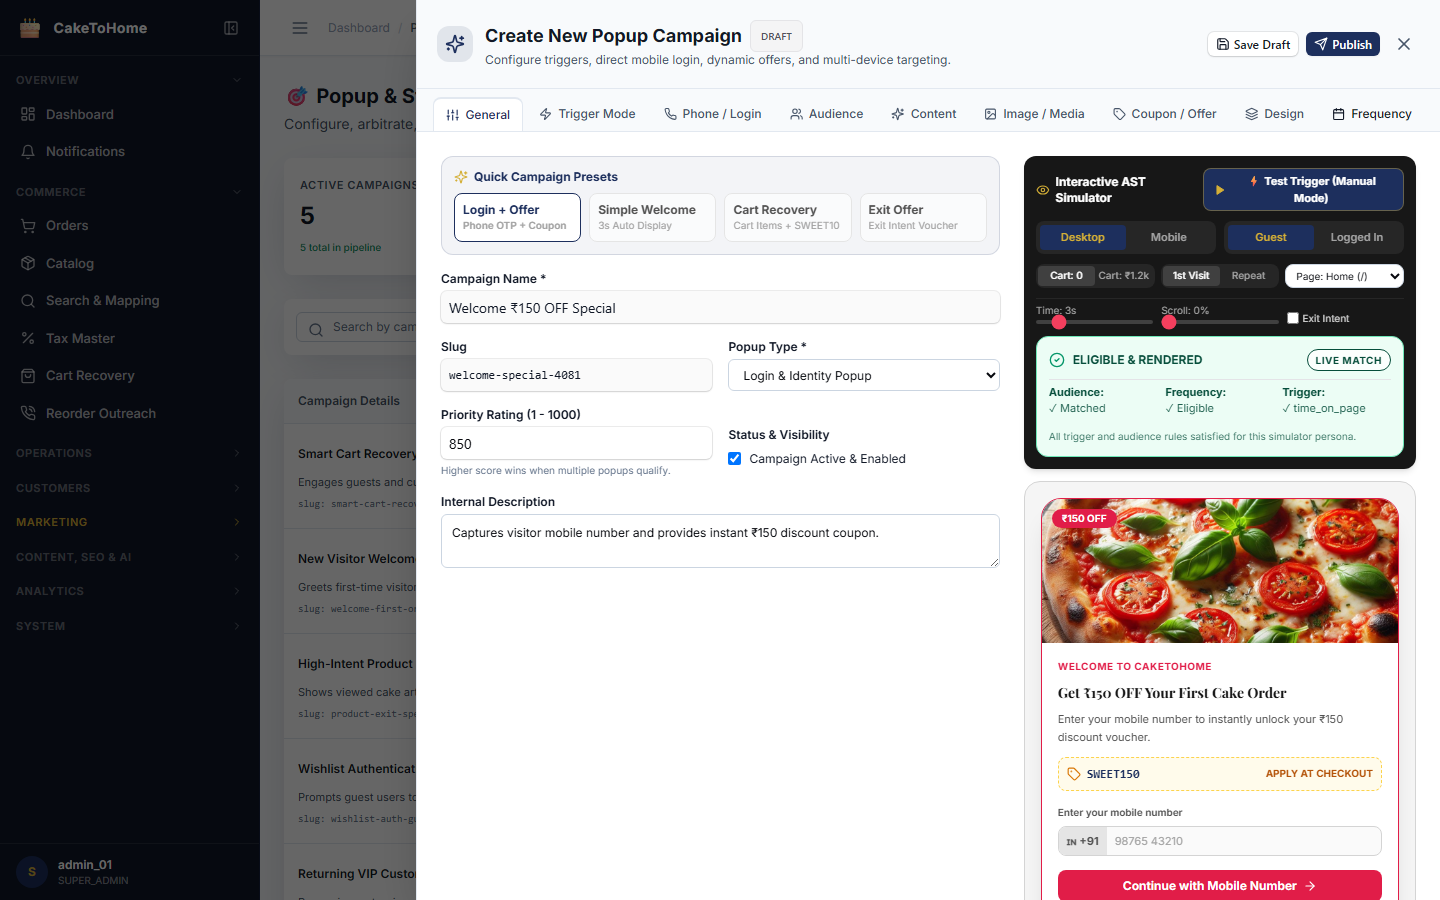 CakeToHome
OVERVIEW
Dashboard
Notifications
COMMERCE
Orders
Catalog
Search & Mapping
Tax Master
Cart Recovery
Reorder Outreach
OPERATIONS
CUSTOMERS
MARKETING
CONTENT, SEO & AI
ANALYTICS
SYSTEM
S
admin_01
SUPER_ADMIN
Dashboard / P
Popup & S
Configure, arbitrate,
ACTIVE CAMPAIGNS
5
5 total in pipeline
Search by cam
Campaign Details
Smart Cart Recovery
Engages guests and cu
slug: smart-cart-recov
New Visitor Welcome
Greets first-time visitor
slug: welcome-first-or
High-Intent Product
Shows viewed cake art
slug: product-exit-spe
Wishlist Authenticat
Prompts guest users to
slug: wishlist-auth-gu
Returning VIP Custo
Create New Popup Campaign
DRAFT
Configure triggers, direct mobile login, dynamic offers, and multi-device targeting.
Save Draft
Publish
General
Trigger Mode
Phone / Login
Audience
Content
Image / Media
Coupon / Offer
Design
Frequency
Quick Campaign Presets
Login + Offer
Phone OTP + Coupon
Simple Welcome
3s Auto Display
Cart Recovery
Cart Items + SWEET10
Exit Offer
Exit Intent Voucher
Campaign Name *
Welcome ₹150 OFF Special
Slug
welcome-special-4081
Popup Type *
Login & Identity Popup
Priority Rating (1 - 1000)
850
Higher score wins when multiple popups qualify.
Status & Visibility
Campaign Active & Enabled
Internal Description
Captures visitor mobile number and provides instant ₹150 discount coupon.
Interactive AST
Simulator
Test Trigger (Manual
Mode)
Desktop
Mobile
Guest
Logged In
Cart: 0
Cart: ₹1.2k
1st Visit
Repeat
Page: Home (/)
Time: 3s
Scroll: 0%
Exit Intent
ELIGIBLE & RENDERED
LIVE MATCH
Audience:
✓ Matched
Frequency:
✓ Eligible
Trigger:
✓ time_on_page
All trigger and audience rules satisfied for this simulator persona.
₹150 OFF
WELCOME TO CAKETOHOME
Get ₹150 OFF Your First Cake Order
Enter your mobile number to instantly unlock your ₹150
discount voucher.
SWEET150
APPLY AT CHECKOUT
Enter your mobile number
IN +91
98765 43210
Continue with Mobile Number →